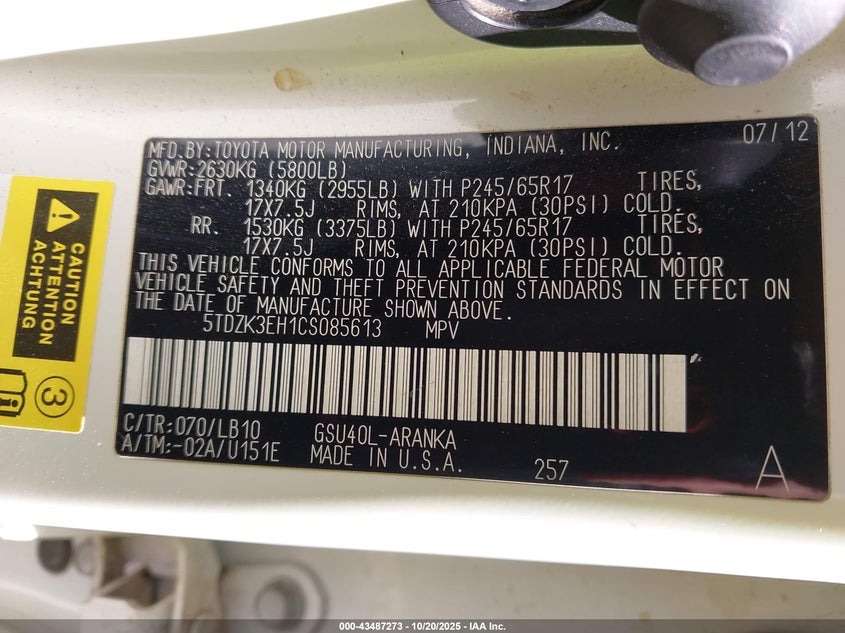 MFD.BY:TOYOTA MOTOR MANUFACTURING, INDIANA, INC. 07/12
GVWR:2630KG (5800LB)
GAWR:FRT. 1340KG (2955LB) WITH P245/65R17 TIRES,
17X7.5J RIMS, AT 210KPA (30PSI) COLD.
RR. 1530KG (3375LB) WITH P245/65R17 TIRES,
17X7.5J RIMS, AT 210KPA (30PSI) COLD.
THIS VEHICLE CONFORMS TO ALL APPLICABLE FEDERAL MOTOR
VEHICLE SAFETY AND THEFT PREVENTION STANDARDS IN EFFECT ON
THE DATE OF MANUFACTURE SHOWN ABOVE.
5TDZK3EH1CS085613 MPV
C/TR:070/LB10 GSU40L-ARANKA
A/TM:-02A/U151E MADE IN U.S.A. 257 A
CAUTION
ATTENTION
ACHTUNG
3
000-43487273 - 10/20/2025 - IAA Inc.